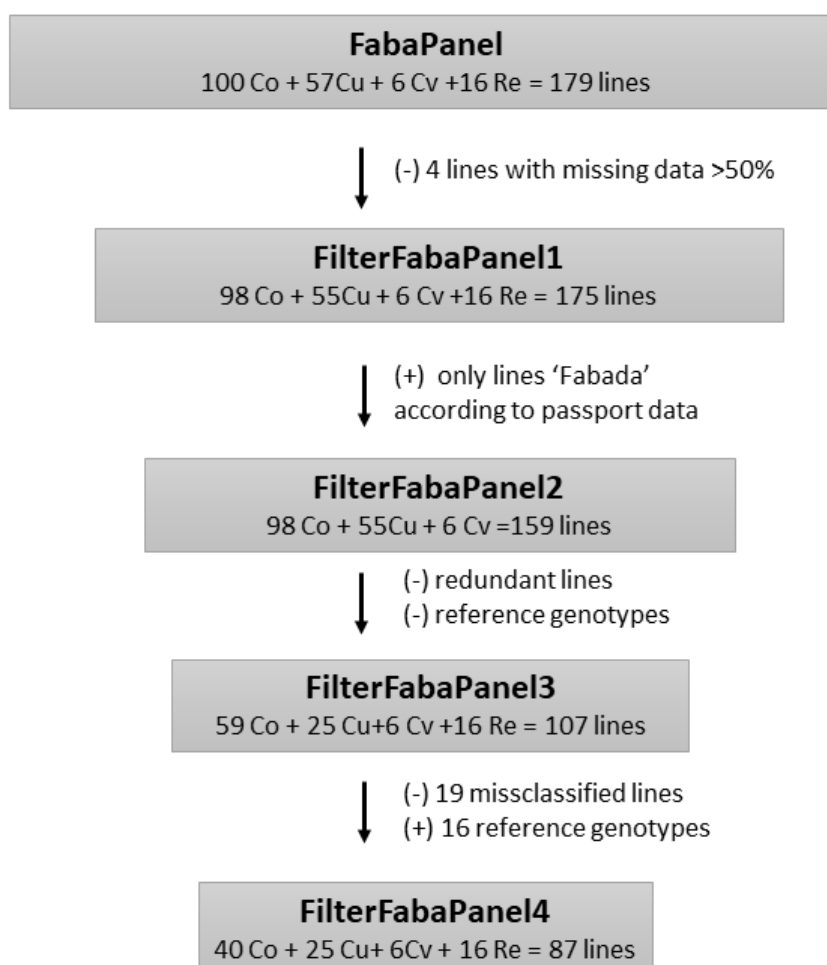 FabaPanel
100 Co + 57Cu + 6 Cv +16 Re = 179 lines
(-) 4 lines with missing data >50%
FilterFabaPanel1
98 Co + 55Cu + 6 Cv +16 Re = 175 lines
(+) only lines ‘Fabada’
according to passport data
FilterFabaPanel2
98 Co + 55Cu + 6 Cv =159 lines
(-) redundant lines
(-) reference genotypes
FilterFabaPanel3
59 Co + 25 Cu+6 Cv +16 Re = 107 lines
(-) 19 missclassified lines
(+) 16 reference genotypes
FilterFabaPanel4
40 Co + 25 Cu+ 6Cv + 16 Re = 87 lines